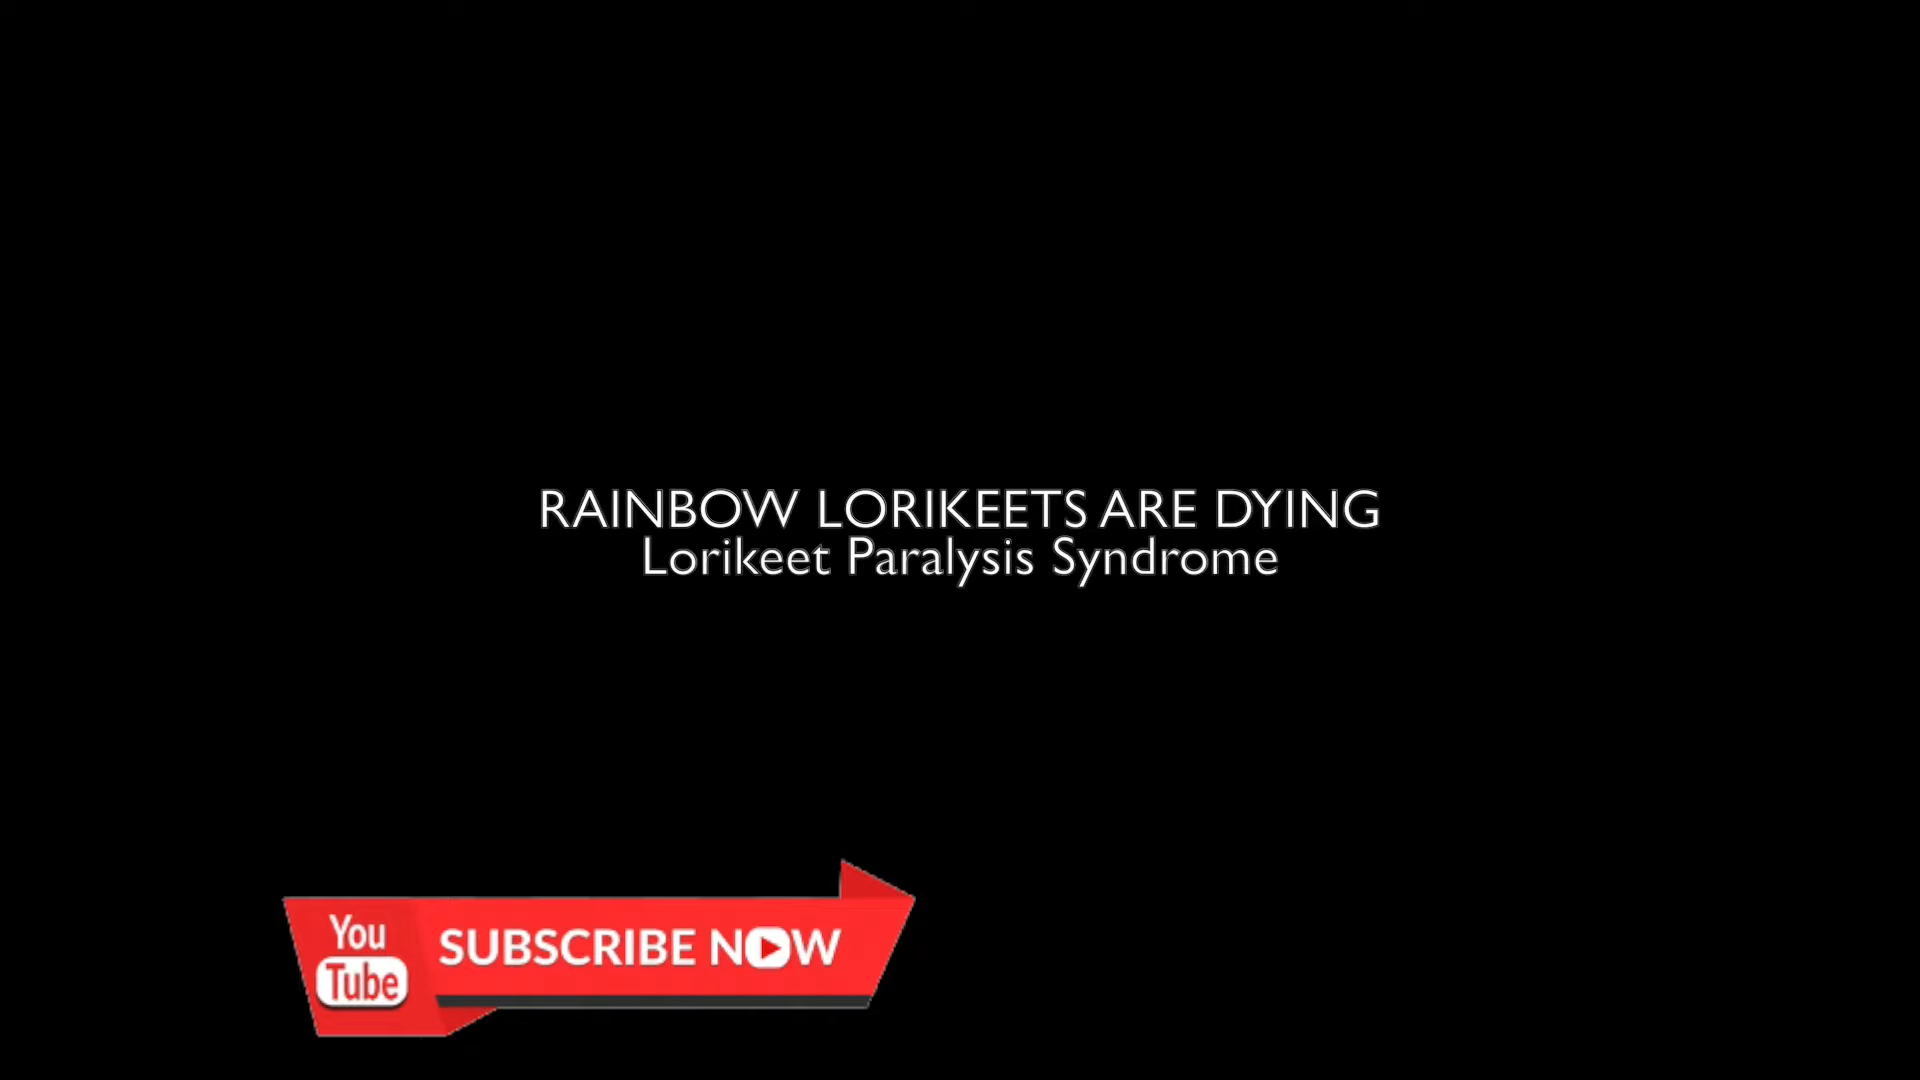 RAINBOW LORIKEETS ARE DYING
Lorikeet Paralysis Syndrome
You
Tube
SUBSCRIBE NOW